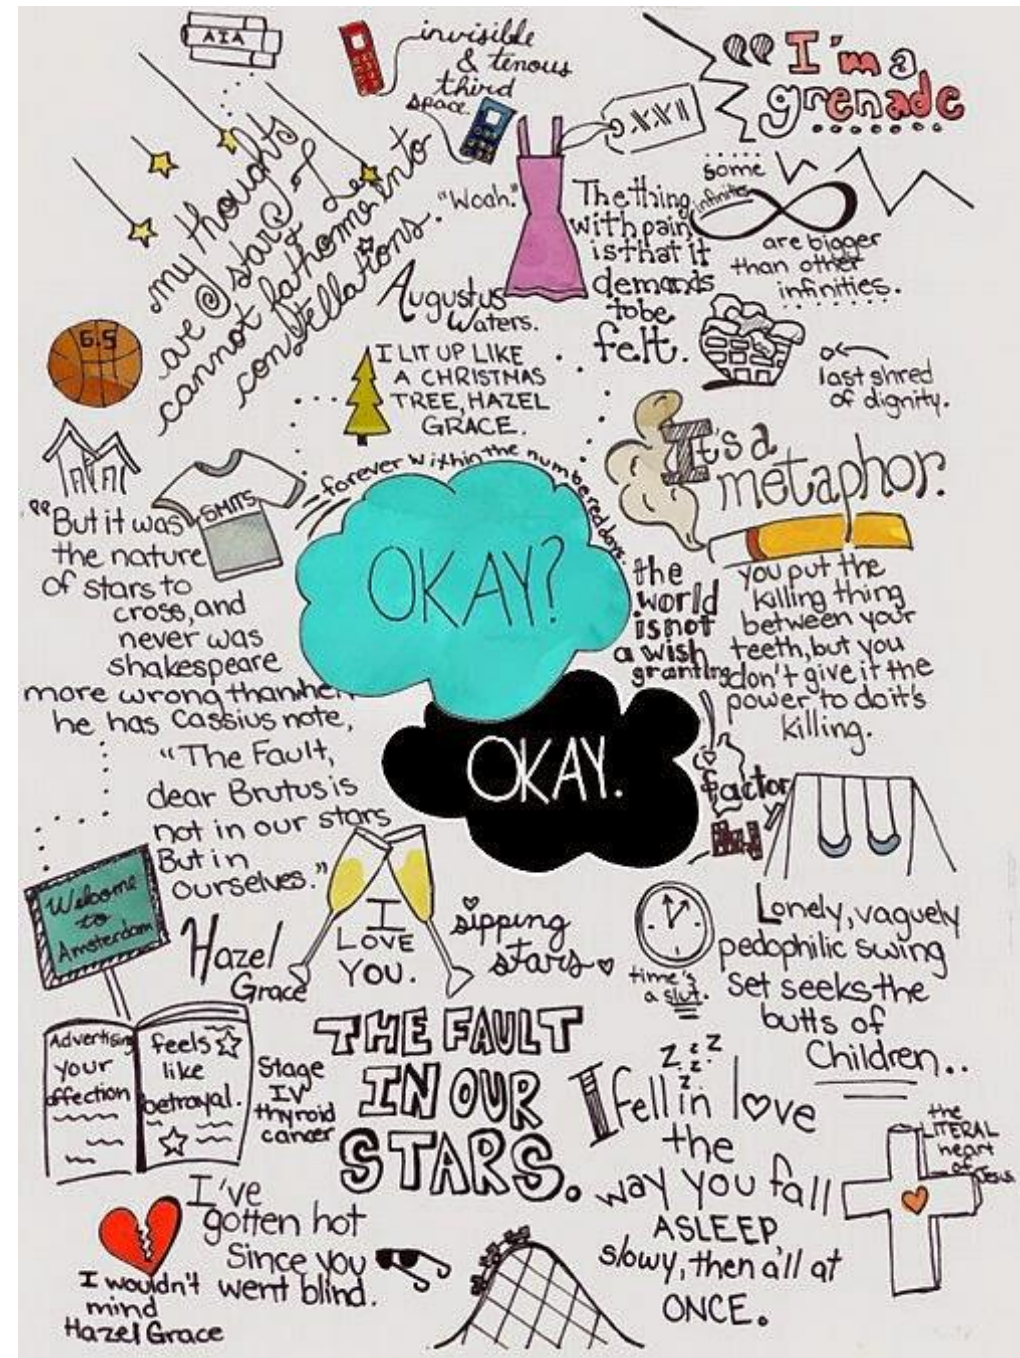 AIA
invisible
& tenous
third
space.
"I'm a
grenade
my thoughts
are @ stars I
cannot fathome into
constellations.
"Woah."
The thing
with pain
is that it
demands
to be
felt.
some
infinities
are bigger
than other
infinities.
Augustus
Waters.
6.5
I LIT UP LIKE
A CHRISTMAS
TREE, HAZEL
GRACE.
last shred
of dignity.
It's a
metaphor.
you put the
killing thing
between your
teeth, but you
don't give it the
power, to do it's
killing.
SMITS
forever within the numbered days.
OKAY?
OKAY.
"But it was
the nature
of stars to
cross, and
never was
shakespeare
more wrong than when
he has Cassius note,
"The Fault,
dear Brutus is
not in our stars
But in
ourselves."
the
world
is not
a wish
granting
factor
Welcome
to
Amsterdam
Hazel
Grace
I
LOVE
YOU.
sipping
stars
time's
a slut.
Lonely, vaguely
pedophilic swing
set seeks the
butts of
Children..
Advertising
your
affection
feels
like
betrayal.
Stage
IV
thyroid
cancer
THE FAULT
IN OUR
STARS.
z z z
z
z
I fell in love
the
way you fall
ASLEEP,
slowy, then all at
ONCE.
the
LITERAL
heart
of
Jesus
I've
gotten hot
Since you
went blind.
I wouldn't
mind
Hazel Grace